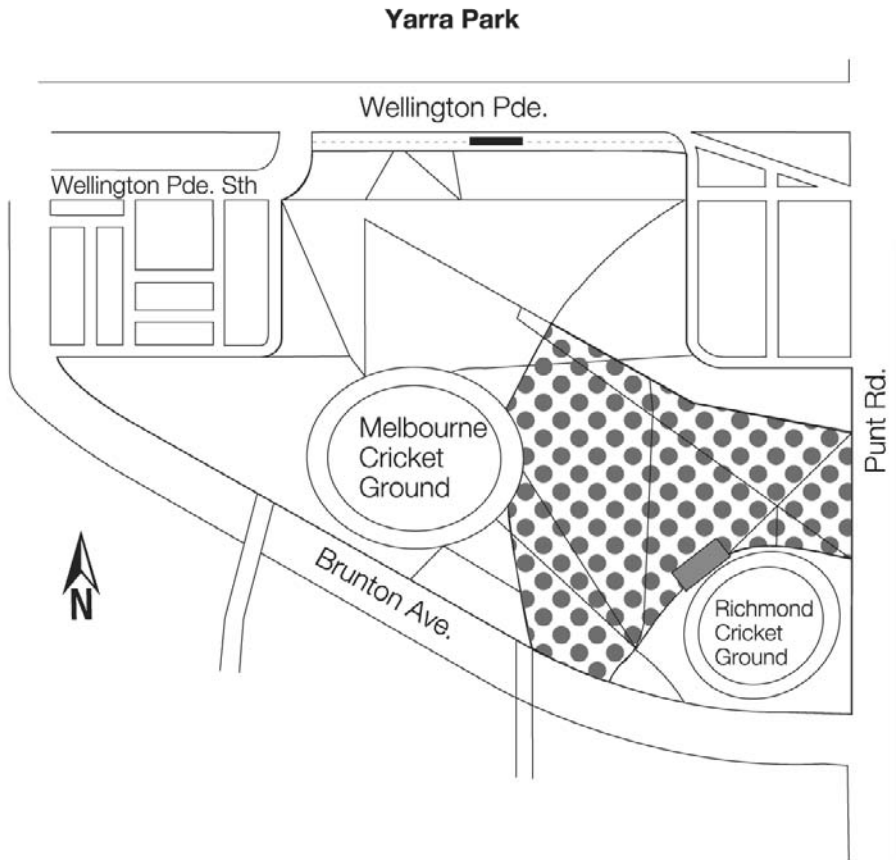 Yarra Park
Wellington Pde.
Wellington Pde. Sth
Melbourne
Cricket
Ground
Punt Rd.
N
Brunton Ave.
Richmond
Cricket
Ground